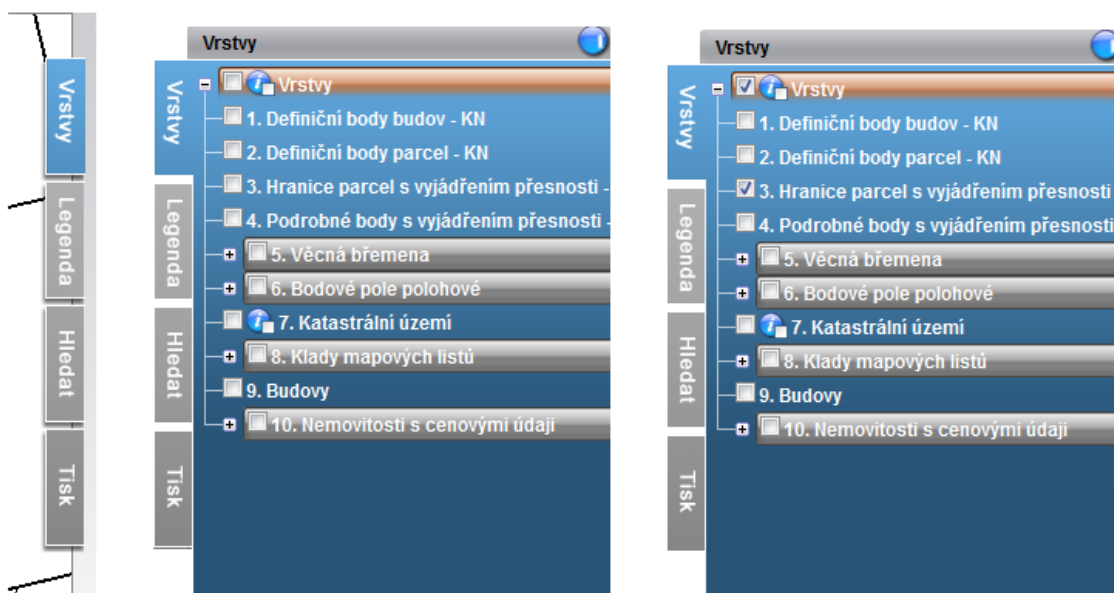 Vrstvy
Legenda
Hledat
Tisk
Vrstvy
Vrstvy
Legenda
Hledat
Tisk
Vrstvy
1. Definiční body budov - KN
2. Definiční body parcel - KN
3. Hranice parcel s vyjádřením přesnosti -
4. Podrobné body s vyjádřením přesnosti -
5. Věcná břemena
6. Bodové pole polohové
7. Katastrální území
8. Klady mapových listů
9. Budovy
10. Nemovitosti s cenovými údaji
Vrstvy
Vrstvy
Legenda
Hledat
Tisk
Vrstvy
1. Definiční body budov - KN
2. Definiční body parcel - KN
3. Hranice parcel s vyjádřením přesnosti
4. Podrobné body s vyjádřením přesnosti
5. Věcná břemena
6. Bodové pole polohové
7. Katastrální území
8. Klady mapových listů
9. Budovy
10. Nemovitosti s cenovými údaji